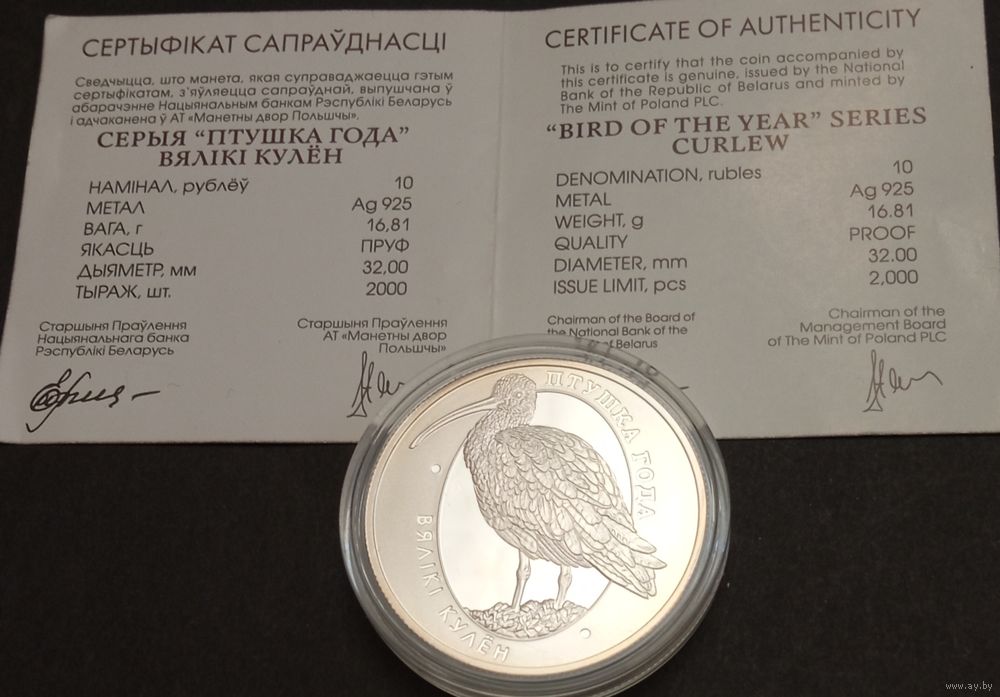 СЕРТЫФІКАТ САПРАЎДНАСЦІ
Сведчыцца, што манета, якая суправаджаецца гэтым
сертыфікатам, з'яўляецца сапраўднай, выпушчана ў
абарачэнне Нацыянальным банкам Рэспублікі Беларусь
і адчаканена ў АТ «Манетны двор Польшчы».
СЕРЫЯ “ПТУШКА ГОДА”
ВЯЛІКІ КУЛЁН
НАМІНАЛ, рублёў 10
МЕТАЛ Ag 925
ВАГА, г 16,81
ЯКАСЦЬ ПРУФ
ДЫЯМЕТР, мм 32,00
ТЫРАЖ, шт. 2000
Старшыня Праўлення
Нацыянальнага банка
Рэспублікі Беларусь
Старшыня Праўлення
АТ «Манетны двор
Польшчы»
CERTIFICATE OF AUTHENTICITY
This is to certify that the coin accompanied by
this certificate is genuine, issued by the National
Bank of the Republic of Belarus and minted by
The Mint of Poland PLC.
“BIRD OF THE YEAR” SERIES
CURLEW
DENOMINATION, rubles 10
METAL Ag 925
WEIGHT, g 16.81
QUALITY PROOF
DIAMETER, mm 32.00
ISSUE LIMIT, pcs 2,000
Chairman of the Board of
the National Bank of the
of Belarus
Chairman of the
Management Board
of The Mint of Poland PLC
ПТУШКА ГОДА
ВЯЛІКІ КУЛЁН
www.ay.by